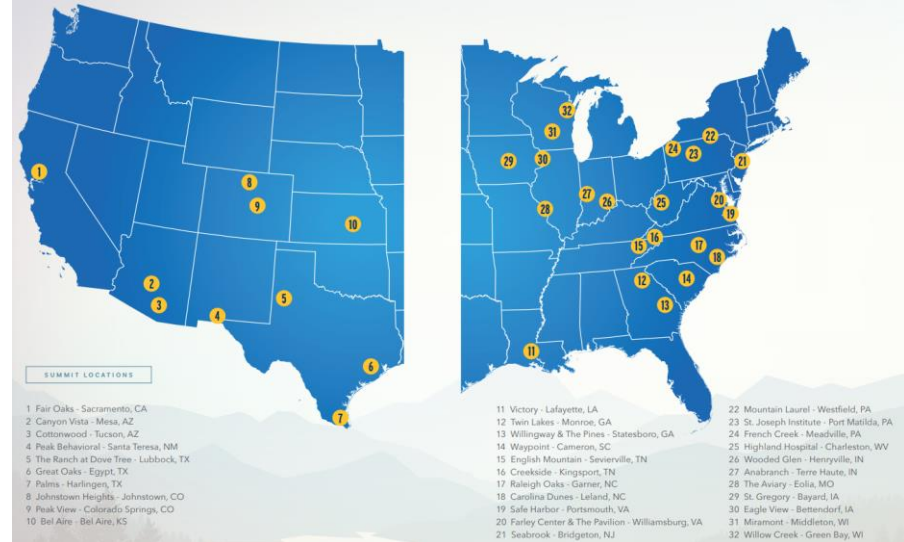 1
2
3
4
5
6
7
8
9
10
11
12
13
14
15
16
17
18
19
20
21
22
23
24
25
26
27
28
29
30
31
32
SUMMIT LOCATIONS
1 Fair Oaks - Sacramento, CA
2 Canyon Vista - Mesa, AZ
3 Cottonwood - Tucson, AZ
4 Peak Behavioral - Santa Teresa, NM
5 The Ranch at Dove Tree - Lubbock, TX
6 Great Oaks - Egypt, TX
7 Palms - Harlingen, TX
8 Johnstown Heights - Johnstown, CO
9 Peak View - Colorado Springs, CO
10 Bel Aire - Bel Aire, KS
11 Victory - Lafayette, LA
12 Twin Lakes - Monroe, GA
13 Willingway & The Pines - Statesboro, GA
14 Waypoint - Cameron, SC
15 English Mountain - Sevierville, TN
16 Creekside - Kingsport, TN
17 Raleigh Oaks - Garner, NC
18 Carolina Dunes - Leland, NC
19 Safe Harbor - Portsmouth, VA
20 Farley Center & The Pavilion - Williamsburg, VA
21 Seabrook - Bridgeton, NJ
22 Mountain Laurel - Westfield, PA
23 St. Joseph Institute - Port Matilda, PA
24 French Creek - Meadville, PA
25 Highland Hospital - Charleston, WV
26 Wooded Glen - Henryville, IN
27 Anabranch - Terre Haute, IN
28 The Aviary - Eolia, MO
29 St. Gregory - Bayard, IA
30 Eagle View - Bettendorf, IA
31 Miramont - Middleton, WI
32 Willow Creek - Green Bay, WI